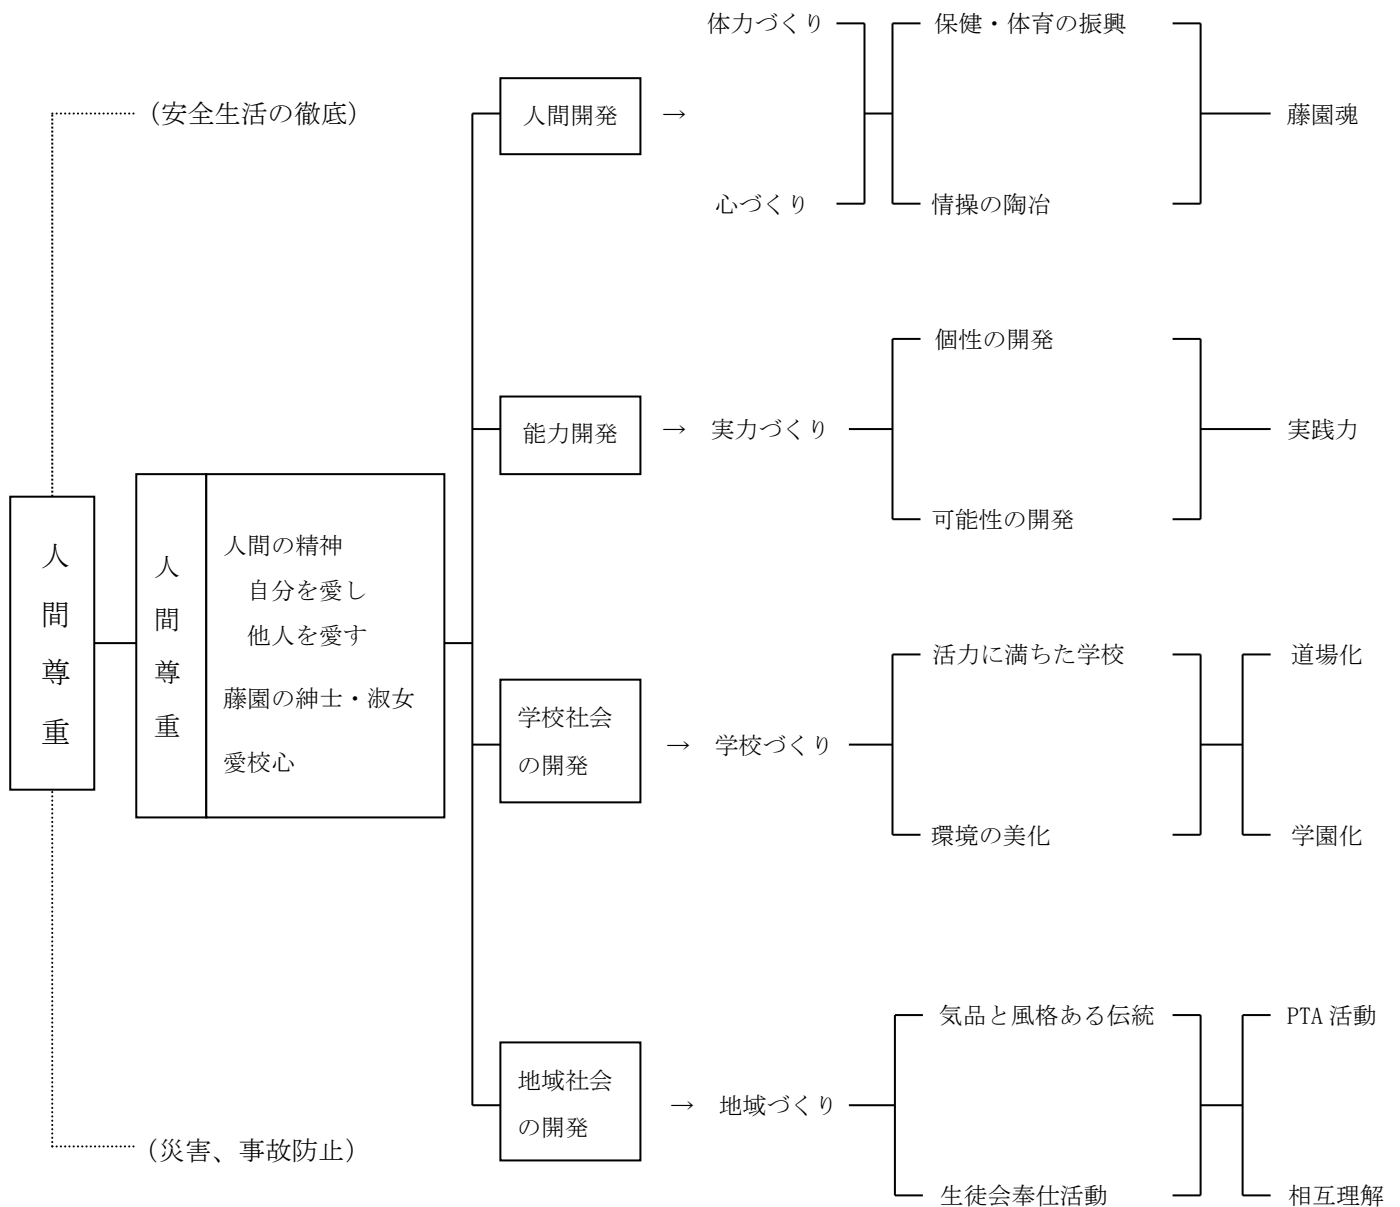 (安全生活の徹底)
人間尊重
(災害、事故防止)
人間尊重
人間の精神
自分を愛し
他人を愛す
藤園の紳士・淑女
愛校心
人間開発
→
体力づくり
心づくり
保健・体育の振興
情操の陶冶
藤園魂
能力開発
→
実力づくり
個性の開発
可能性の開発
実践力
学校社会
の開発
→
学校づくり
活力に満ちた学校
環境の美化
道場化
学園化
地域社会
の開発
→
地域づくり
気品と風格ある伝統
生徒会奉仕活動
PTA 活動
相互理解